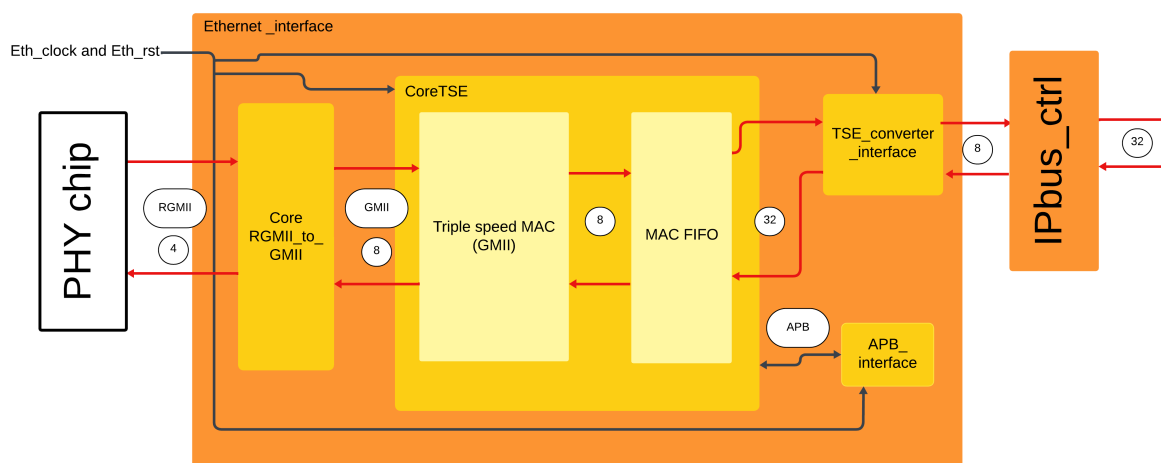 Ethernet _interface
Eth_clock and Eth_rst
CoreTSE
PHY chip
RGMII
4
Core
RGMII_to_
GMII
GMII
8
Triple speed MAC
(GMII)
8
MAC FIFO
32
TSE_converter
_interface
8
IPbus_ctrl
32
APB
APB_
interface